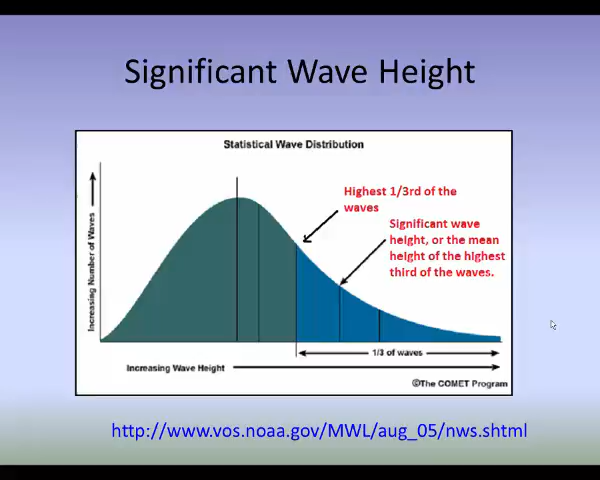 Significant Wave Height
Statistical Wave Distribution
Increasing Number of Waves
Highest 1/3rd of the
waves
Significant wave
height, or the mean
height of the highest
third of the waves.
1/3 of waves
Increasing Wave Height
©The COMET Program
http://www.vos.noaa.gov/MWL/aug_05/nws.shtml